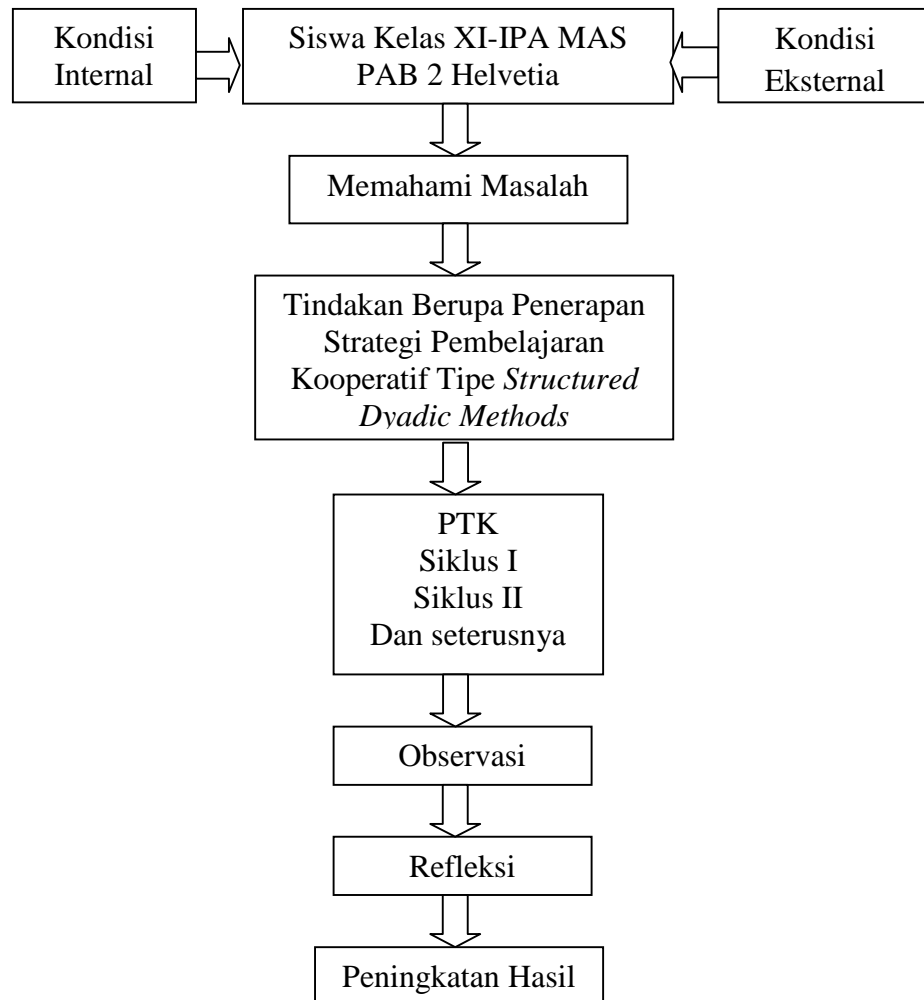 Kondisi
Internal
Siswa Kelas XI-IPA MAS
PAB 2 Helvetia
Kondisi
Eksternal
Memahami Masalah
Tindakan Berupa Penerapan
Strategi Pembelajaran
Kooperatif Tipe Structured
Dyadic Methods
PTK
Siklus I
Siklus II
Dan seterusnya
Observasi
Refleksi
Peningkatan Hasil